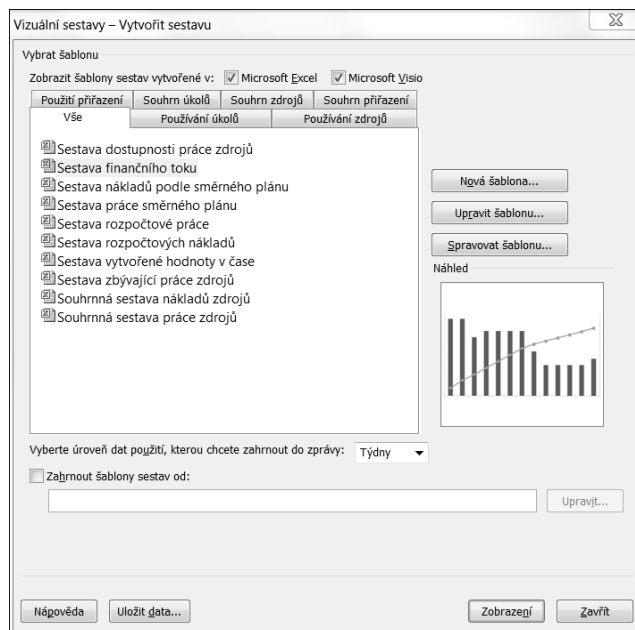 Vizuální sestavy – Vytvořit sestavu
Vybrat šablonu
Zobrazit šablony sestav vytvořené v: Microsoft Excel Microsoft Visio
Použití přiřazení Souhrn úkolů Souhrn zdrojů Souhrn přiřazení
Vše Používání úkolů Používání zdrojů
Sestava dostupnosti práce zdrojů
Sestava finančního toku
Sestava nákladů podle směrného plánu
Sestava práce směrného plánu
Sestava rozpočtové práce
Sestava rozpočtových nákladů
Sestava vytvořené hodnoty v čase
Sestava zbývající práce zdrojů
Souhrnná sestava nákladů zdrojů
Souhrnná sestava práce zdrojů
Nová šablona...
Upravit šablonu...
Spravovat šablonu...
Náhled
Vyberte úroveň dat použití, kterou chcete zahrnout do zprávy: Týdny
Zahrnout šablony sestav od:
Upravit...
Nápověda Uložit data... Zobrazení Zavřít